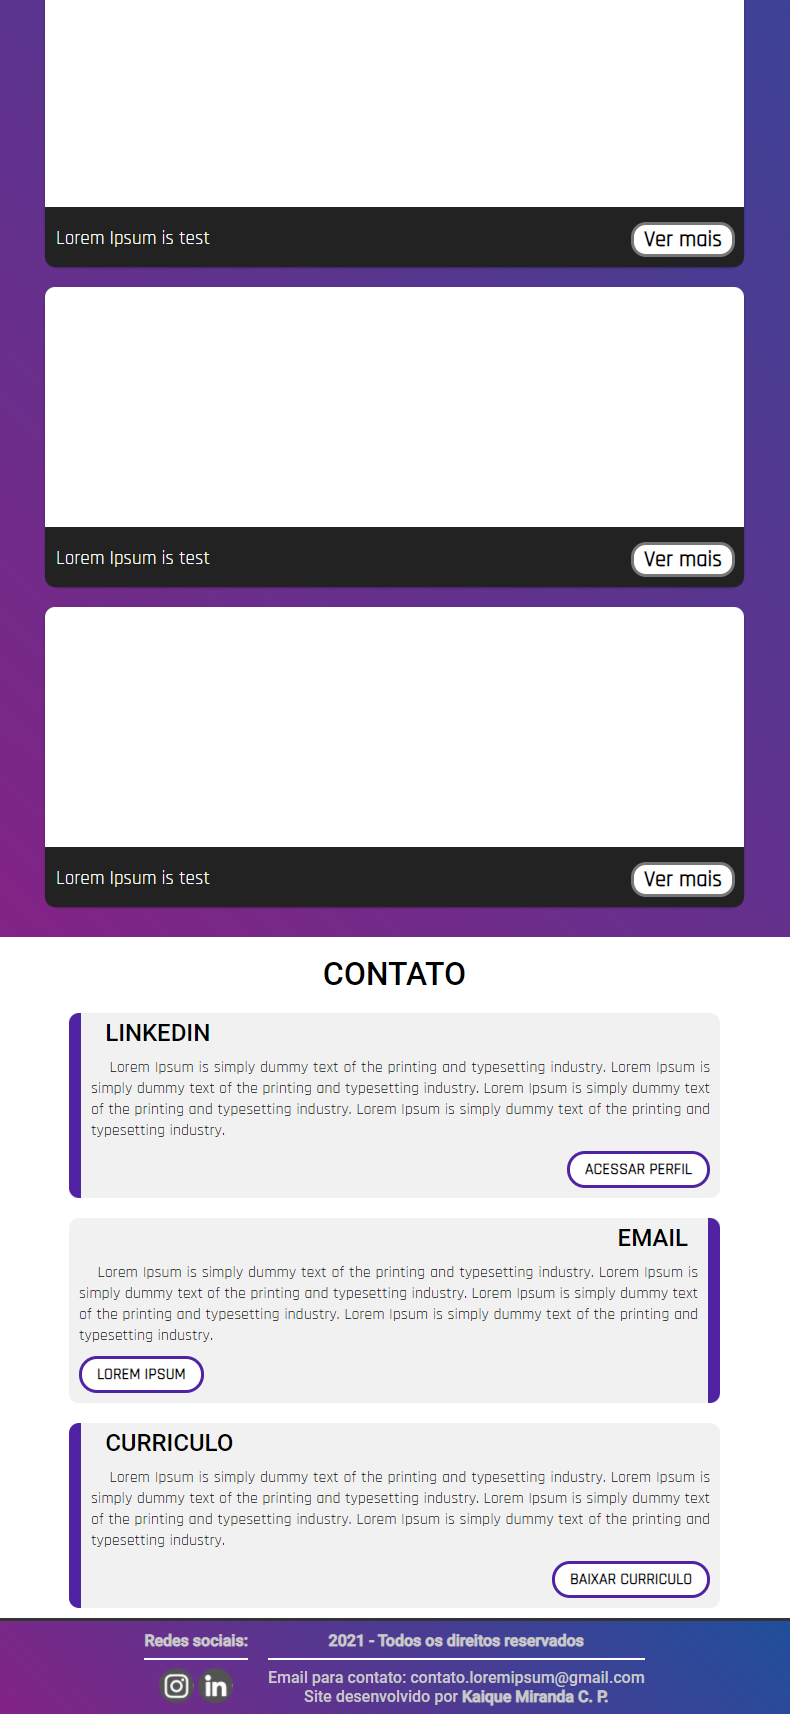 Lorem Ipsum is test
Ver mais
Lorem Ipsum is test
Ver mais
Lorem Ipsum is test
Ver mais
CONTATO
LINKEDIN
Lorem Ipsum is simply dummy text of the printing and typesetting industry. Lorem Ipsum is
simply dummy text of the printing and typesetting industry. Lorem Ipsum is simply dummy text
of the printing and typesetting industry. Lorem Ipsum is simply dummy text of the printing and
typesetting industry.
ACESSAR PERFIL
EMAIL
Lorem Ipsum is simply dummy text of the printing and typesetting industry. Lorem Ipsum is
simply dummy text of the printing and typesetting industry. Lorem Ipsum is simply dummy text
of the printing and typesetting industry. Lorem Ipsum is simply dummy text of the printing and
typesetting industry.
LOREM IPSUM
CURRICULO
Lorem Ipsum is simply dummy text of the printing and typesetting industry. Lorem Ipsum is
simply dummy text of the printing and typesetting industry. Lorem Ipsum is simply dummy text
of the printing and typesetting industry. Lorem Ipsum is simply dummy text of the printing and
typesetting industry.
BAIXAR CURRICULO
Redes sociais:
in
2021 - Todos os direitos reservados
Email para contato: contato.loremipsum@gmail.com
Site desenvolvido por Kaique Miranda C. P.